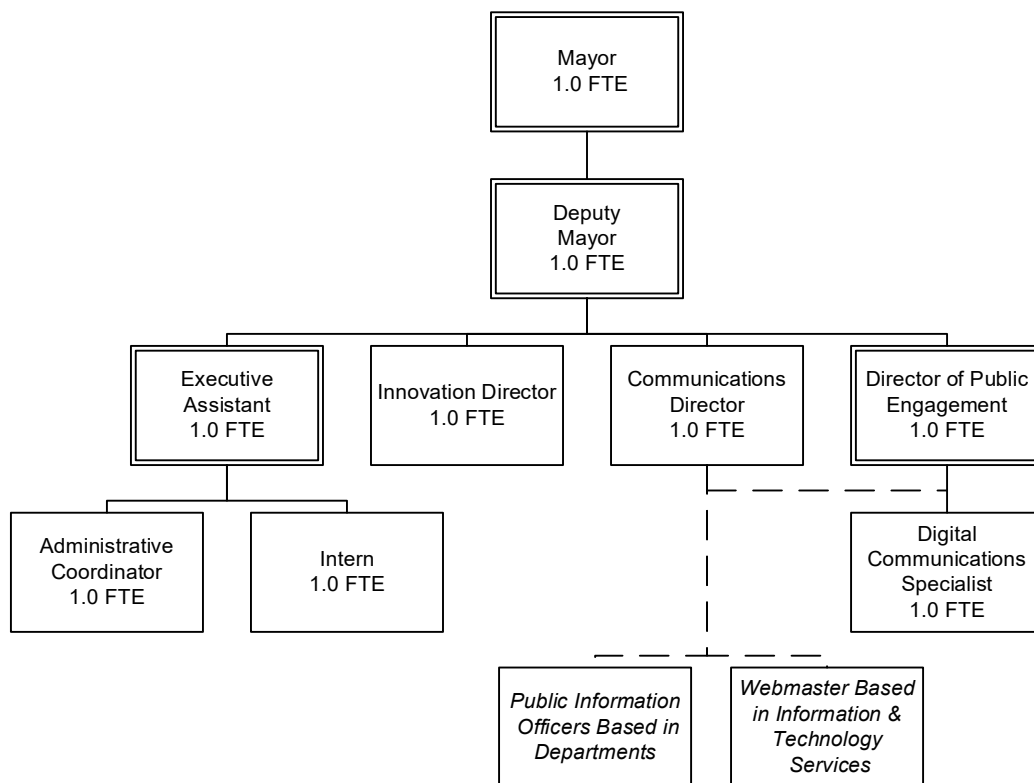 Mayor
1.0 FTE
Deputy
Mayor
1.0 FTE
Executive
Assistant
1.0 FTE
Innovation Director
1.0 FTE
Communications
Director
1.0 FTE
Director of Public
Engagement
1.0 FTE
Administrative
Coordinator
1.0 FTE
Intern
1.0 FTE
Digital
Communications
Specialist
1.0 FTE
Public Information
Officers Based in
Departments
Webmaster Based
in Information &
Technology
Services